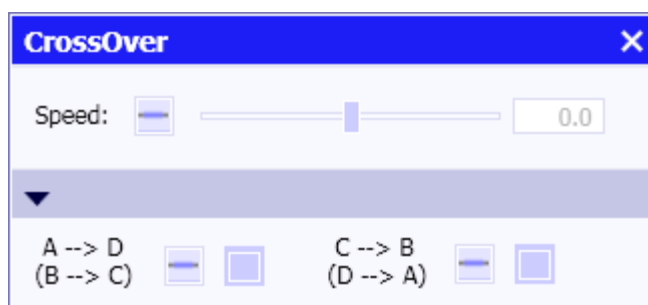 CrossOver
Speed: 0.0
A --> D
(B --> C)
C --> B
(D --> A)